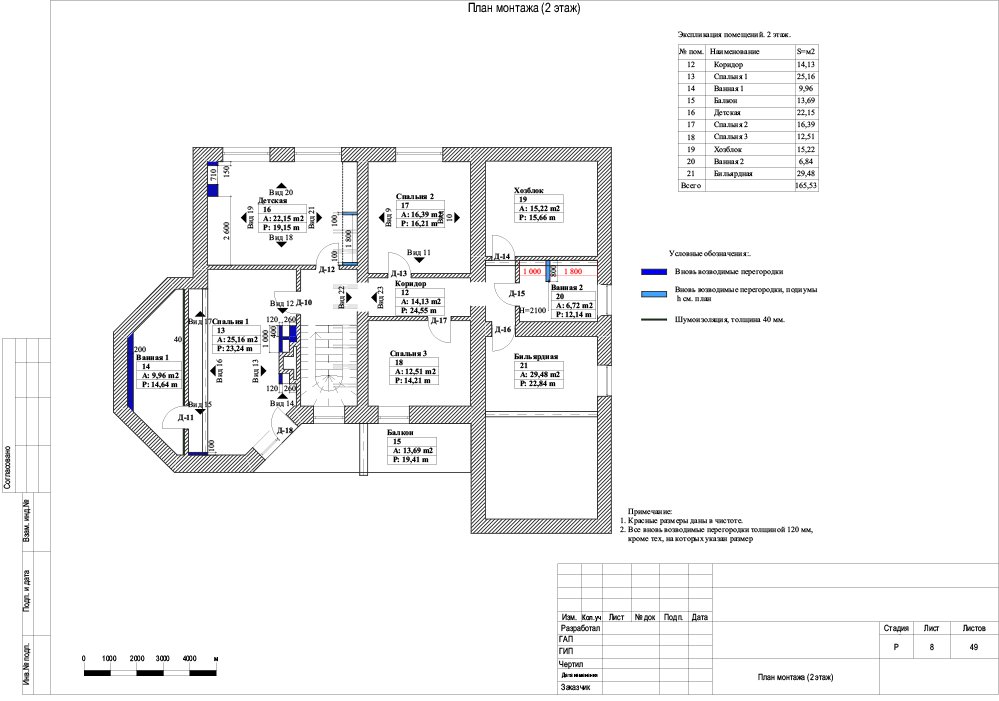 План монтажа (2 этаж)
Экспликация помещений. 2 этаж.
№ пом. Наименование S=м2
12 Коридор 14,13
13 Спальня 1 25,16
14 Ванная 1 9,96
15 Балкон 13,69
16 Детская 22,15
17 Спальня 2 16,39
18 Спальня 3 12,51
19 Хозблок 15,22
20 Ванная 2 6,84
21 Бильярдная 29,48
Всего 165,53
Условные обозначения:.
Вновь возводимые перегородки
Вновь возводимые перегородки, подиумы
h см. план
Шумоизоляция, толщина 40 мм.
710
150
2 600
Вид 20
Детская
16
А: 22,15 m2
Р: 19,15 m
Вид 19
Вид 21
Вид 18
100
1 800
100
Д-12
Спальня 2
17
А: 16,39 m2
Р: 16,21 m
Вид 9
10
Вид 11
Д-13
Хозблок
19
А: 15,22 m2
Р: 15,66 m
Д-14
1 000
800
1 800
Д-15
Ванная 2
20
А: 6,72 m2
Р: 12,14 m
H=2100
Коридор
12
А: 14,13 m2
Р: 24,55 m
Вид 22
Вид 23
Д-17
Д-16
Вид 12
Д-10
Вид 17
Спальня 1
13
А: 25,16 m2
Р: 23,24 m
120
260
400
1 000
Вид 16
Вид 13
120
260
Вид 14
Вид 15
40
200
Ванная 1
14
А: 9,96 m2
Р: 14,64 m
Д-11
100
Д-18
Спальня 3
18
А: 12,51 m2
Р: 14,21 m
Бильярдная
21
А: 29,48 m2
Р: 22,84 m
Балкон
15
А: 13,69 m2
Р: 19,41 m
Примечание:
1. Красные размеры даны в чистоте.
2. Все вновь возводимые перегородки толщиной 120 мм,
кроме тех, на которых указан размер
Согласовано
Взам. инд.№
Подп. и дата
Инв.№ подл.
0 1000 2000 3000 4000 м
Изм. Кол.уч Лист № док Подп. Дата
Разработал
ГАП
ГИП
Чертил
Дата изменения
Заказчик
Стадия Лист Листов
Р 8 49
План монтажа (2 этаж)